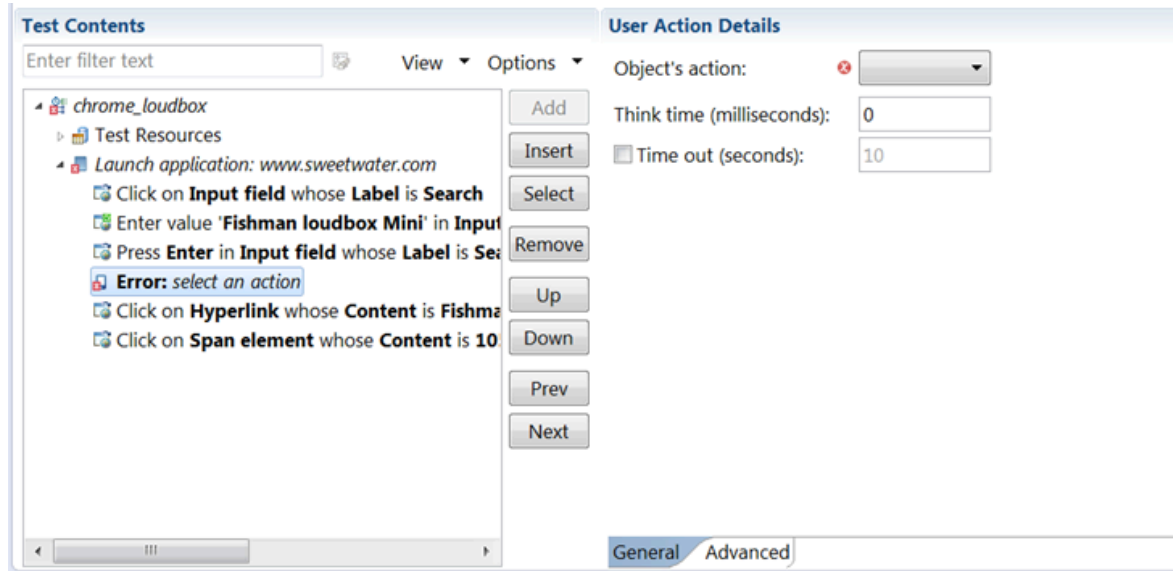 Test Contents
Enter filter text
View
Options
chrome_loudbox
Test Resources
Launch application: www.sweetwater.com
Click on Input field whose Label is Search
Enter value 'Fishman loudbox Mini' in Input
Press Enter in Input field whose Label is Sea
Error: select an action
Click on Hyperlink whose Content is Fishma
Click on Span element whose Content is 10
Add
Insert
Select
Remove
Up
Down
Prev
Next
User Action Details
Object's action:
Think time (milliseconds):
0
Time out (seconds):
10
General
Advanced